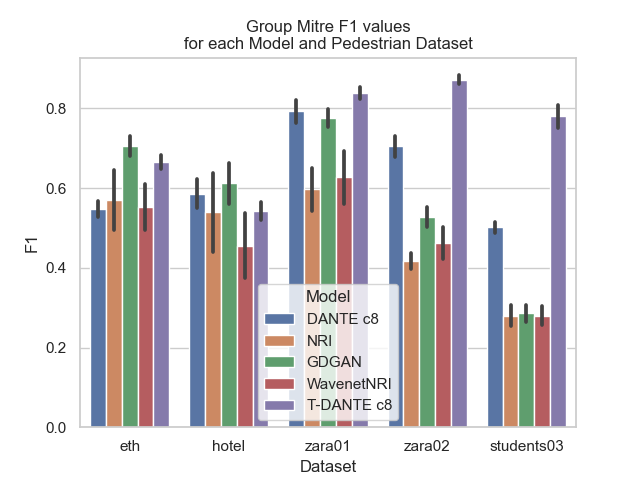 Group Mitre F1 values
for each Model and Pedestrian Dataset
F1
0.8
0.6
0.4
0.2
0.0
Model
DANTE c8
NRI
GDGAN
WavenetNRI
T-DANTE c8
eth
hotel
zara01
zara02
students03
Dataset